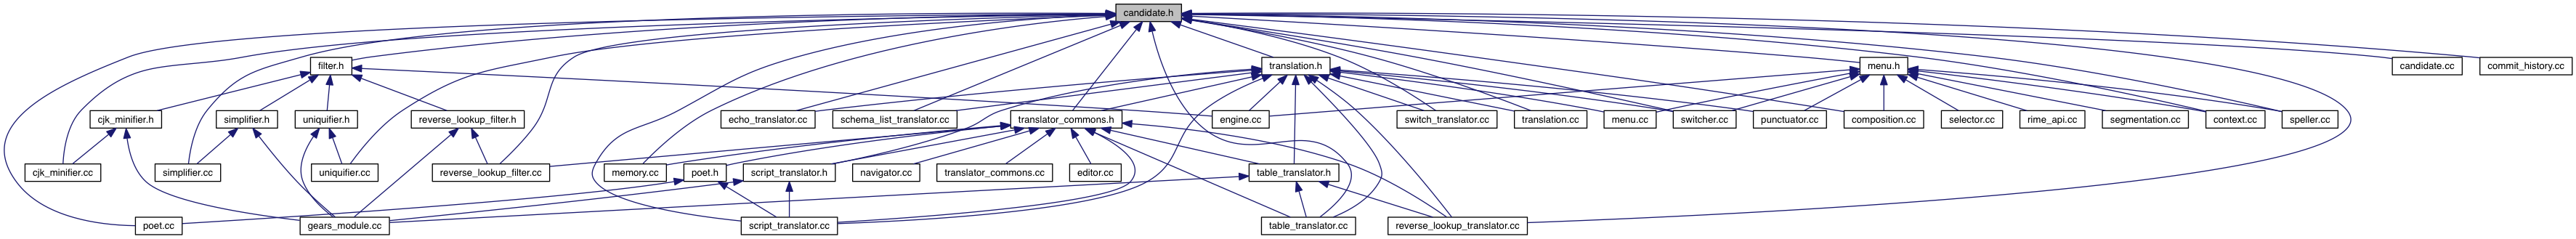 candidate.h
filter.h
translation.h
menu.h
candidate.cc
commit_history.cc
cjk_minifier.h
simplifier.h
uniquifier.h
reverse_lookup_filter.h
echo_translator.cc
schema_list_translator.cc
translator_commons.h
engine.cc
switch_translator.cc
translation.cc
menu.cc
switcher.cc
punctuator.cc
composition.cc
selector.cc
rime_api.cc
segmentation.cc
context.cc
speller.cc
cjk_minifier.cc
simplifier.cc
uniquifier.cc
reverse_lookup_filter.cc
memory.cc
poet.h
script_translator.h
navigator.cc
translator_commons.cc
editor.cc
table_translator.h
poet.cc
gears_module.cc
script_translator.cc
table_translator.cc
reverse_lookup_translator.cc